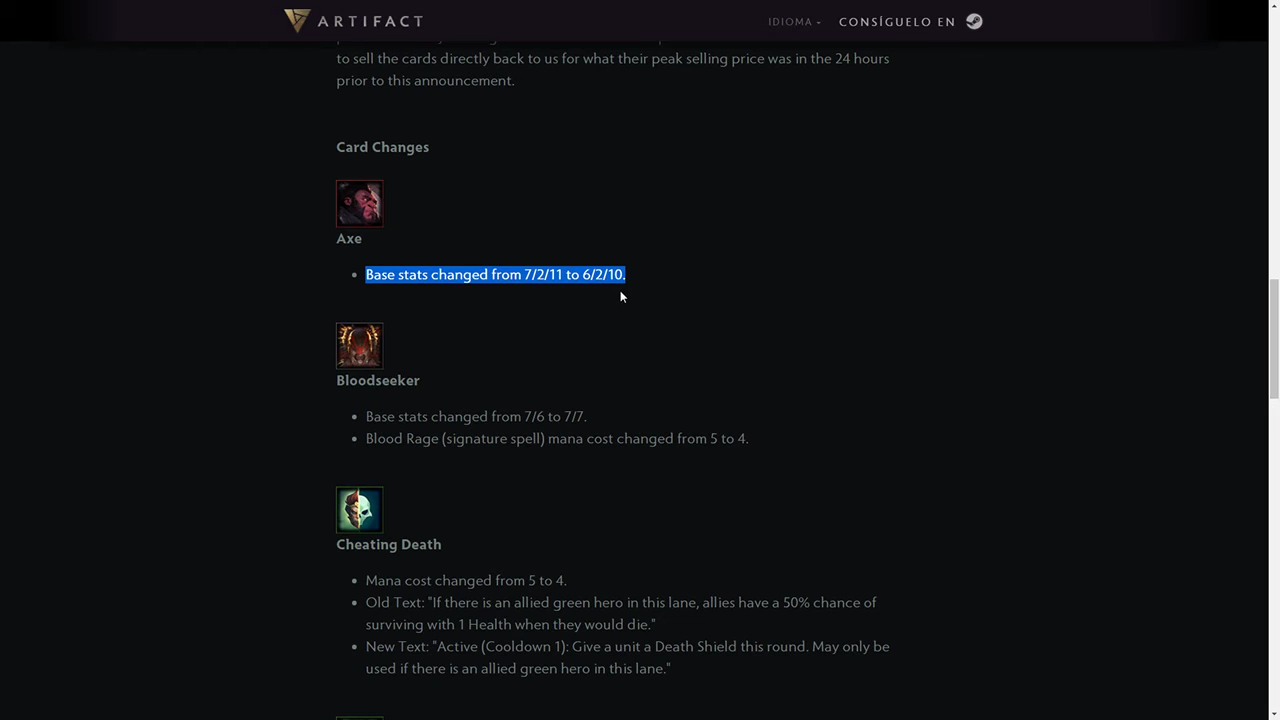 ARTIFACT
IDIOMA
CONSÍGUELO EN
to sell the cards directly back to us for what their peak selling price was in the 24 hours
prior to this announcement.
Card Changes
Axe
• Base stats changed from 7/2/11 to 6/2/10.
Bloodseeker
• Base stats changed from 7/6 to 7/7.
• Blood Rage (signature spell) mana cost changed from 5 to 4.
Cheating Death
• Mana cost changed from 5 to 4.
• Old Text: "If there is an allied green hero in this lane, allies have a 50% chance of
surviving with 1 Health when they would die."
• New Text: "Active (Cooldown 1): Give a unit a Death Shield this round. May only be
used if there is an allied green hero in this lane."